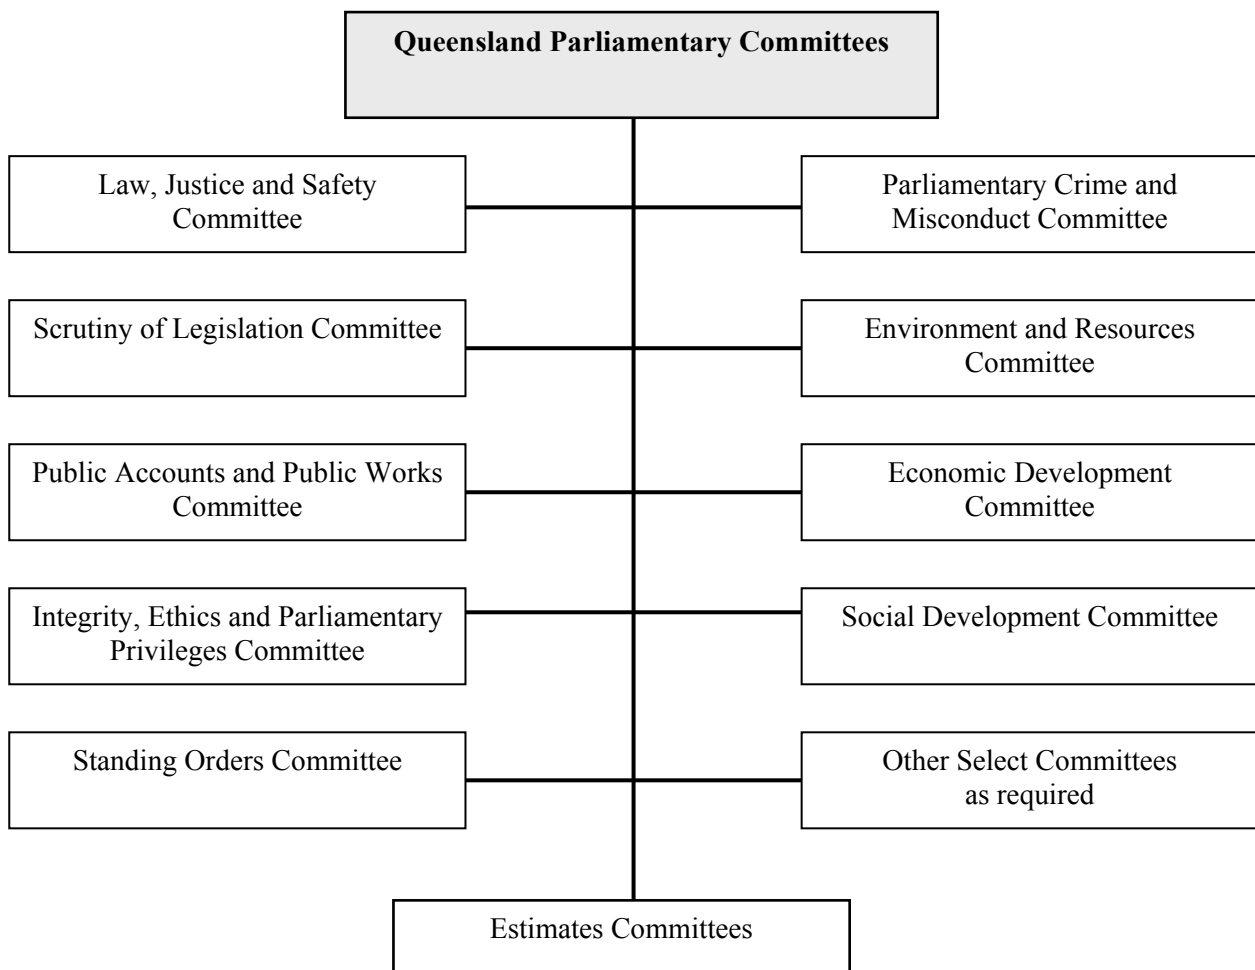 Queensland Parliamentary Committees
Law, Justice and Safety
Committee
Parliamentary Crime and
Misconduct Committee
Scrutiny of Legislation Committee
Environment and Resources
Committee
Public Accounts and Public Works
Committee
Economic Development
Committee
Integrity, Ethics and Parliamentary
Privileges Committee
Social Development Committee
Standing Orders Committee
Other Select Committees
as required
Estimates Committees